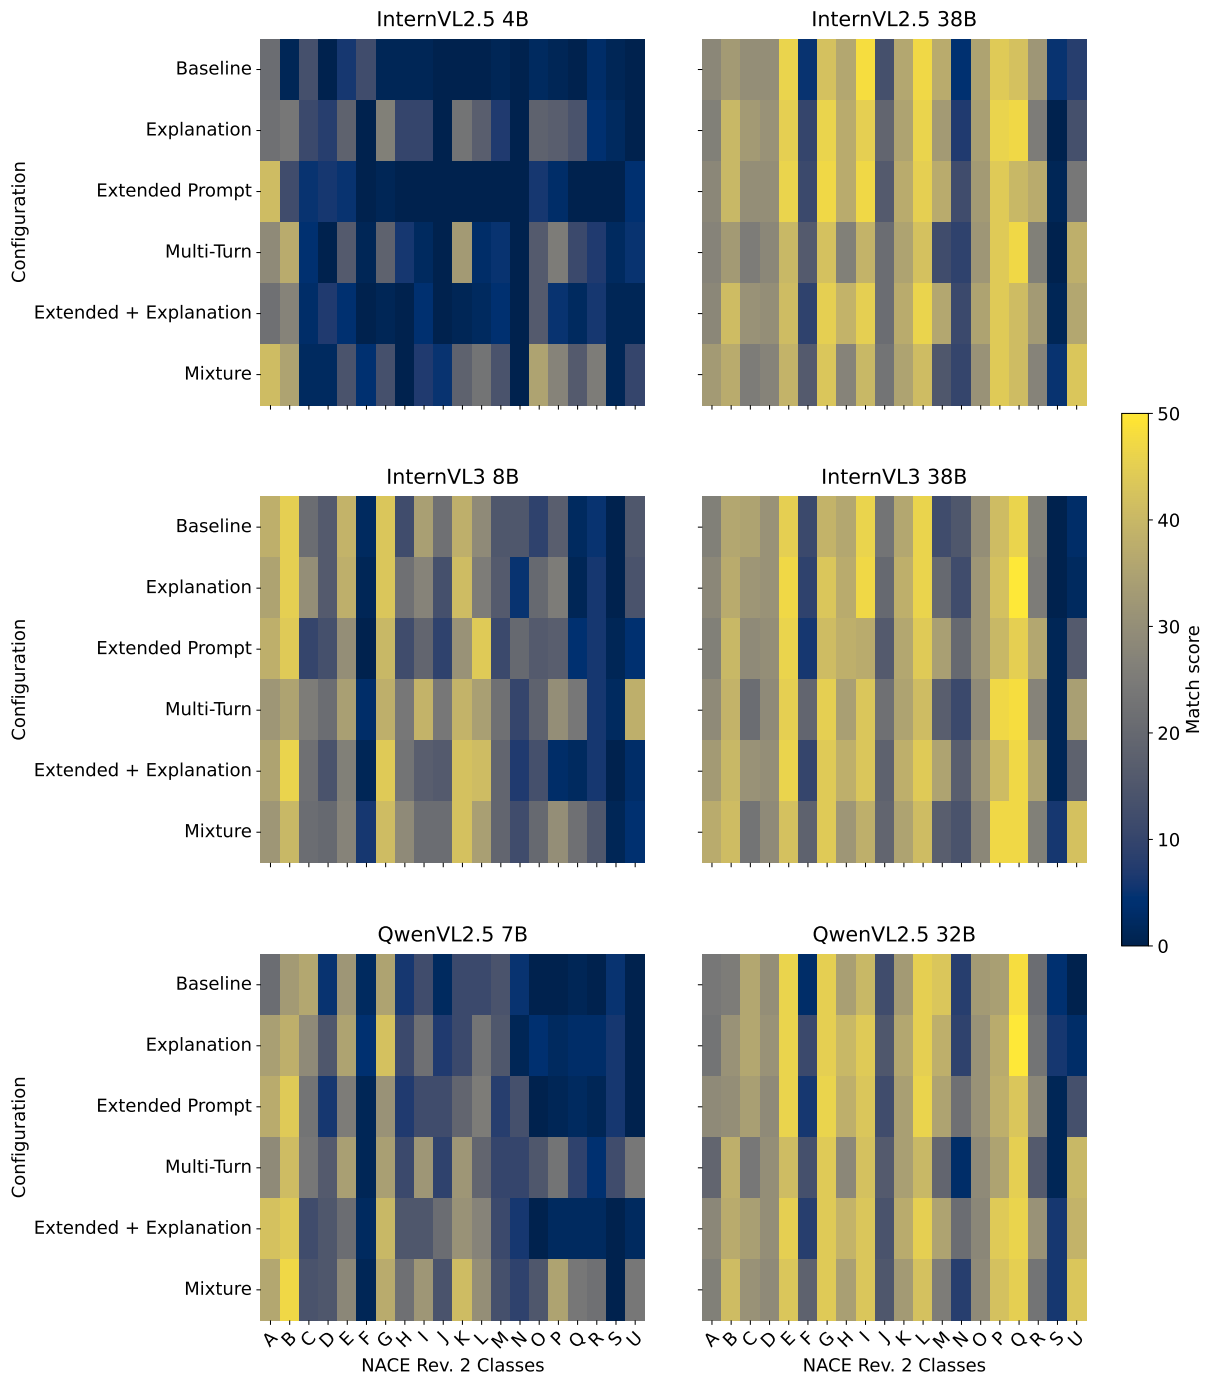 InternVL2.5 4B
InternVL2.5 38B
Configuration
Baseline
Explanation
Extended Prompt
Multi-Turn
Extended + Explanation
Mixture
InternVL3 8B
InternVL3 38B
Configuration
Baseline
Explanation
Extended Prompt
Multi-Turn
Extended + Explanation
Mixture
50
40
30
20
10
0
Match score
QwenVL2.5 7B
QwenVL2.5 32B
Configuration
Baseline
Explanation
Extended Prompt
Multi-Turn
Extended + Explanation
Mixture
A B C D E F G H I J K L M N O P Q R S U
A B C D E F G H I J K L M N O P Q R S U
NACE Rev. 2 Classes
NACE Rev. 2 Classes